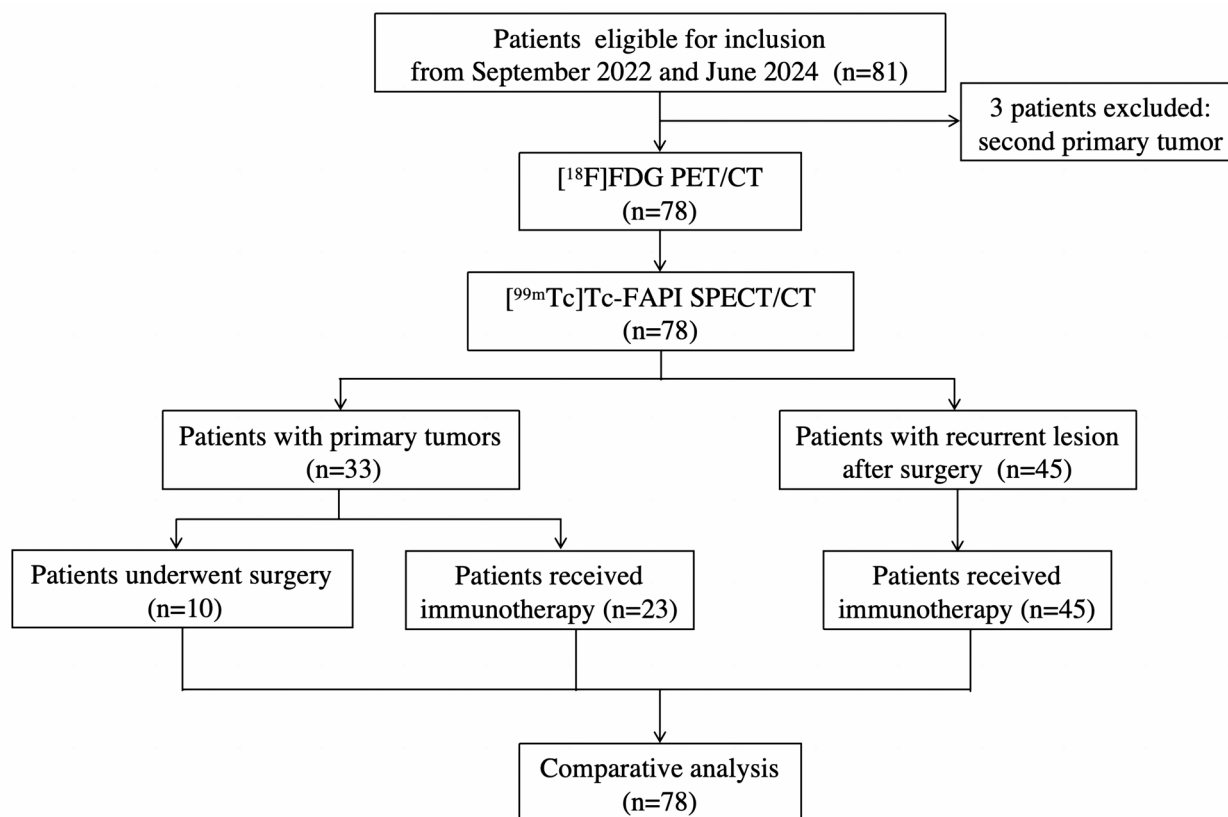 Patients eligible for inclusion
from September 2022 and June 2024 (n=81)
3 patients excluded:
second primary tumor
[¹⁸F]FDG PET/CT
(n=78)
[⁹⁹ᵐTc]Tc-FAPI SPECT/CT
(n=78)
Patients with primary tumors
(n=33)
Patients with recurrent lesion
after surgery (n=45)
Patients underwent surgery
(n=10)
Patients received
immunotherapy (n=23)
Patients received
immunotherapy (n=45)
Comparative analysis
(n=78)